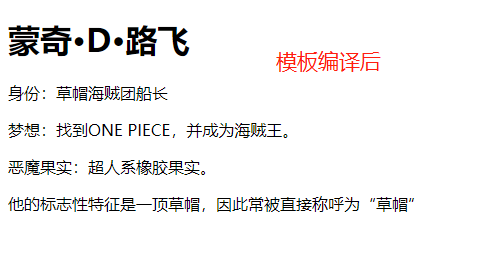 蒙奇·D·路飞
模板编译后
身份：草帽海贼团船长
梦想：找到ONE PIECE，并成为海贼王。
恶魔果实：超人系橡胶果实。
他的标志性特征是一顶草帽，因此常被直接称呼为“草帽”